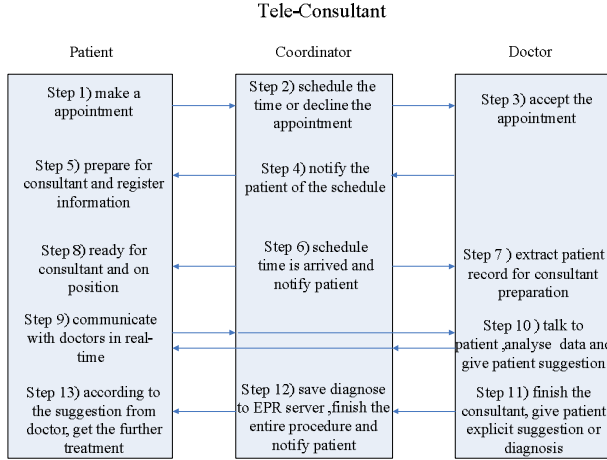 Tele-Consultant
Patient
Coordinator
Doctor
Step 1) make a
appointment
Step 2) schedule the
time or decline the
appointment
Step 3) accept the
appointment
Step 5) prepare for
consultant and register
information
Step 4) notify the
patient of the schedule
Step 8) ready for
consultant and on
position
Step 6) schedule
time is arrived and
notify patient
Step 7 ) extract patient
record for consultant
preparation
Step 9) communicate
with doctors in real-
time
Step 10 ) talk to
patient ,analyse data and
give patient suggestion
Step 13) according to
the suggestion from
doctor, get the further
treatment
Step 12) save diagnose
to EPR server ,finish the
entire procedure and
notify patient
Step 11) finish the
consultant, give patient
explicit suggestion or
diagnosis